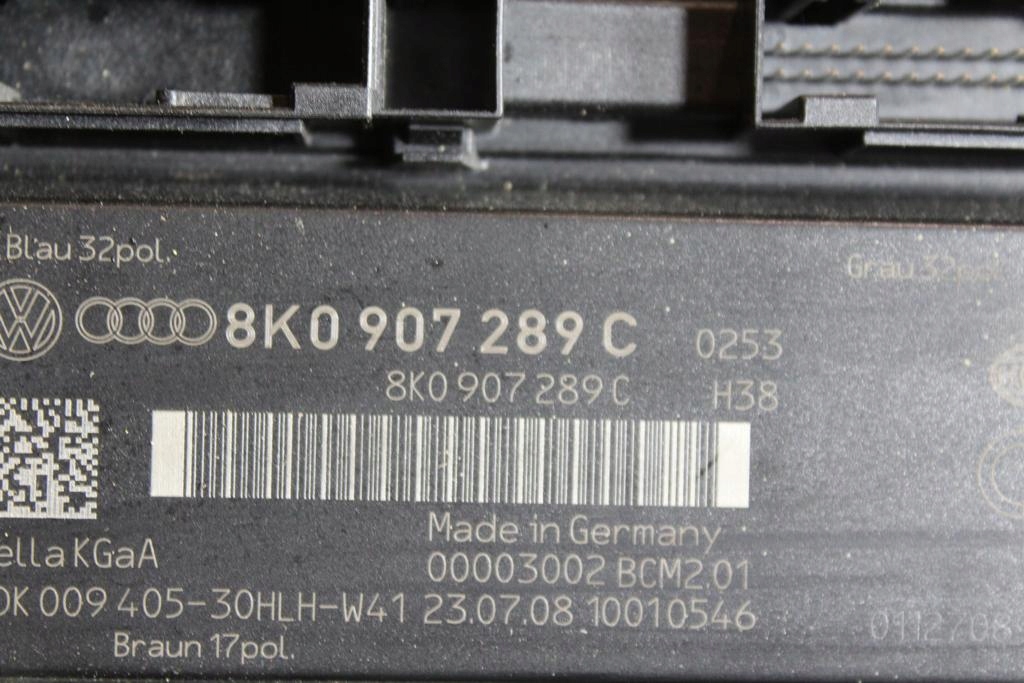 Blau 32pol.
Grau 32pol.
8K0 907 289 C 0253
8K0 907 289 C H38
Made in Germany
ella KGaA
00003002 BCM2.01
0K 009 405-30HLH-W41 23.07.08 10010546
Braun 17pol.